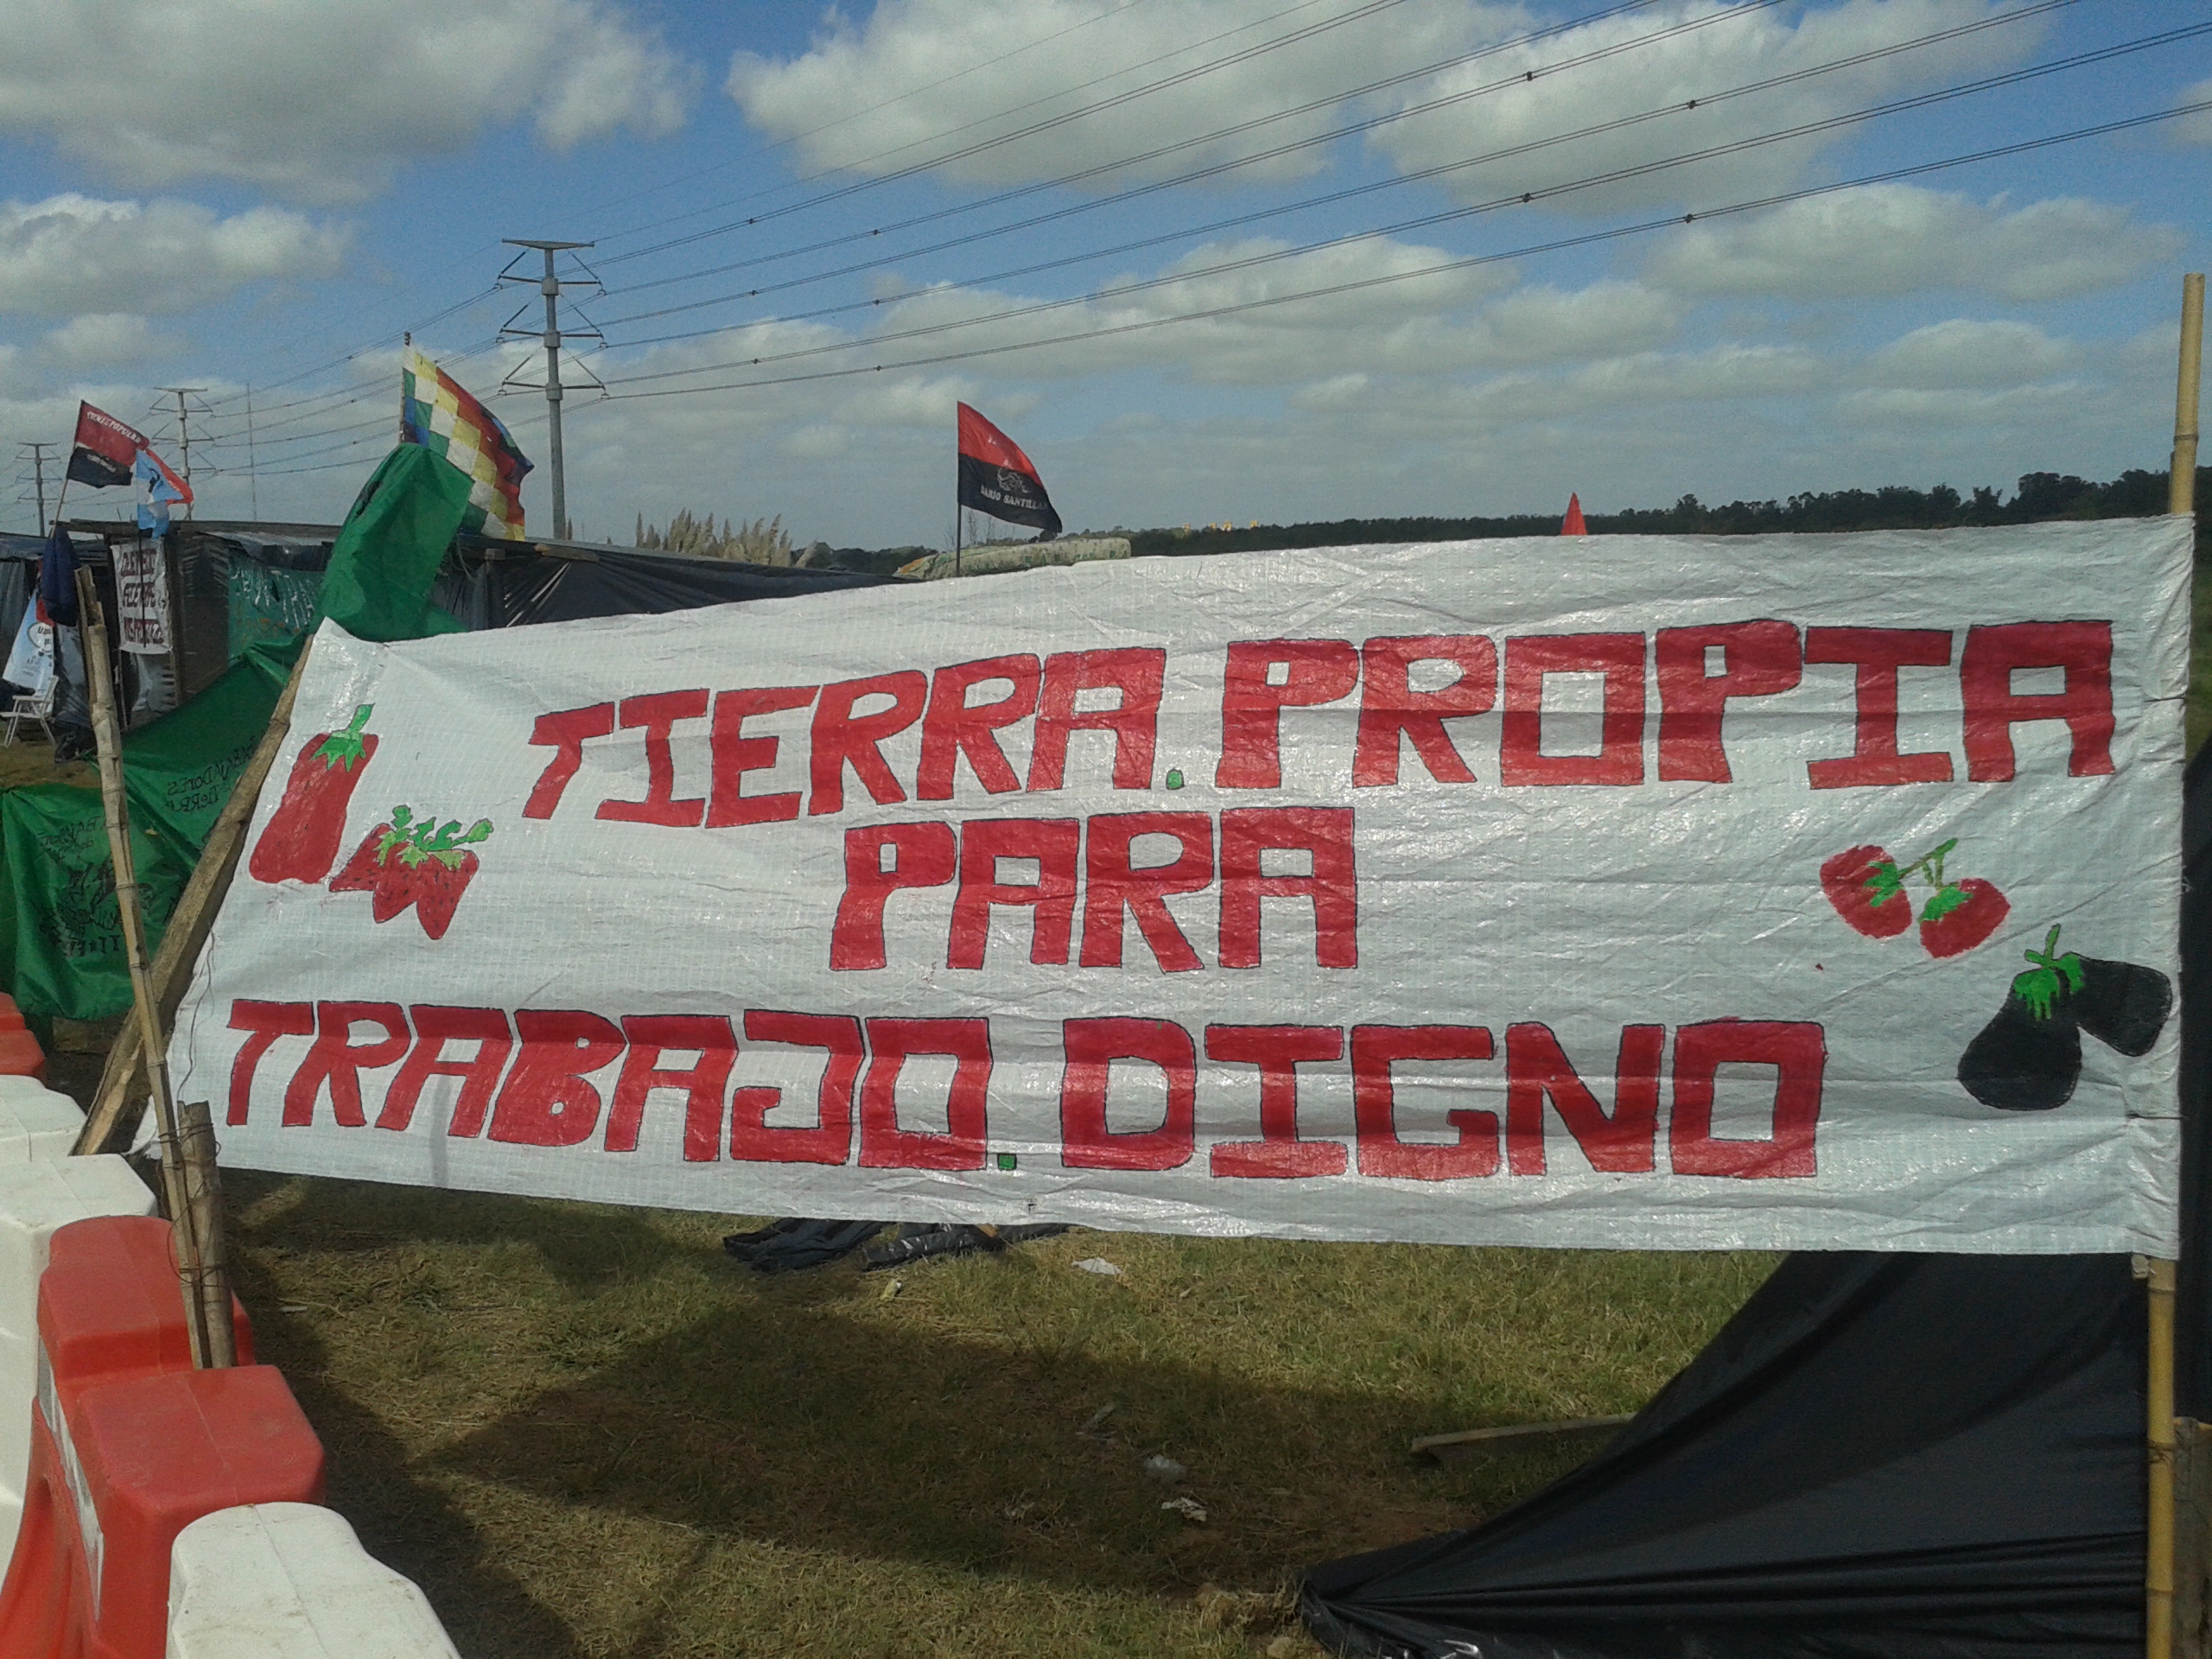 TIERRA.PROPIA
PARA
TRABAJO.DIGNO
DARIO SANTILLAN